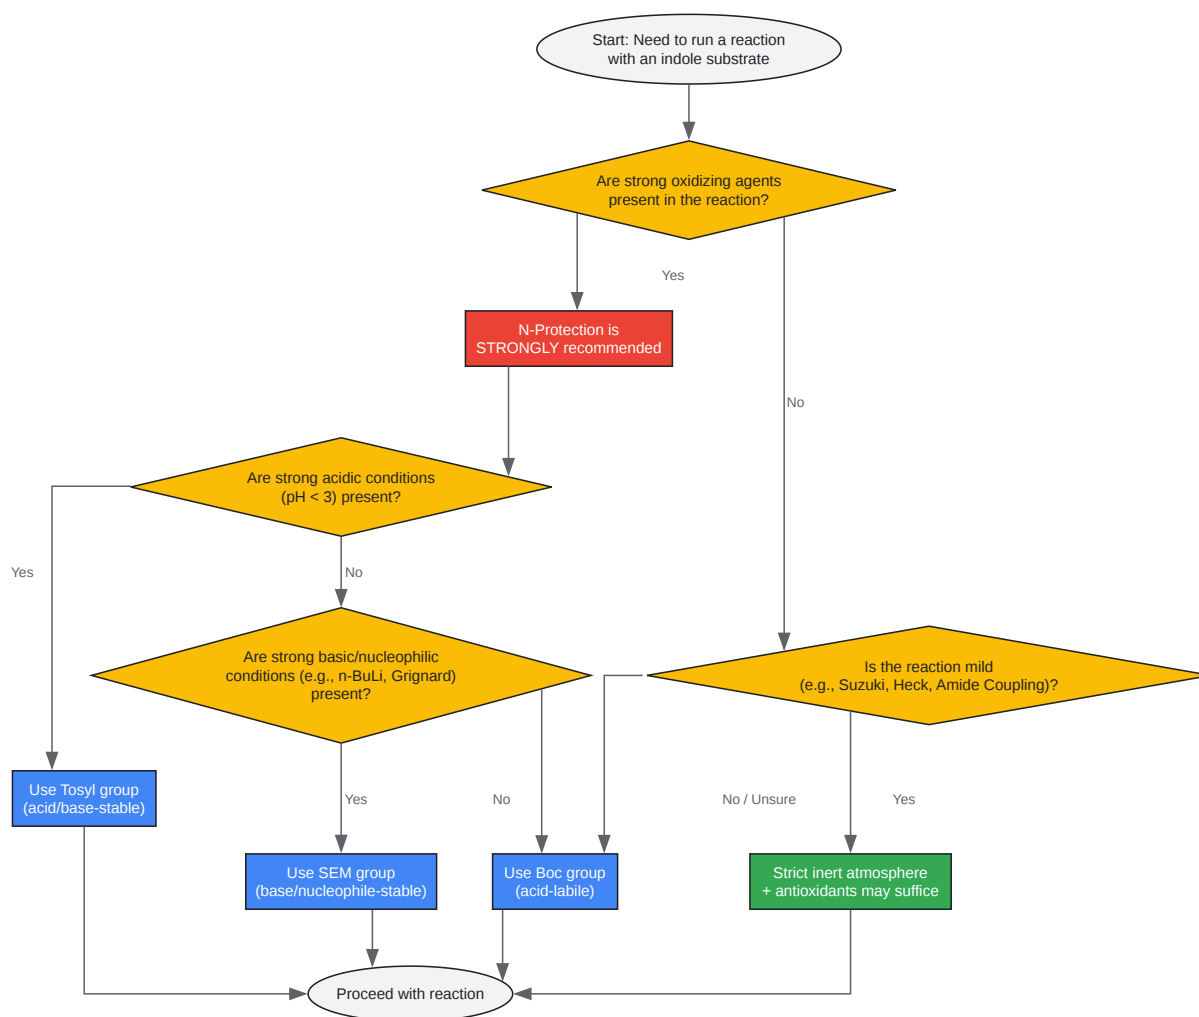 Start: Need to run a reaction
with an indole substrate
Are strong oxidizing agents
present in the reaction?
Yes
N-Protection is
STRONGLY recommended
No
Are strong acidic conditions
(pH < 3) present?
Yes
No
Are strong basic/nucleophilic
conditions (e.g., n-BuLi, Grignard)
present?
Is the reaction mild
(e.g., Suzuki, Heck, Amide Coupling)?
Use Tosyl group
(acid/base-stable)
Yes
No
No / Unsure
Yes
Use SEM group
(base/nucleophile-stable)
Use Boc group
(acid-labile)
Strict inert atmosphere
+ antioxidants may suffice
Proceed with reaction